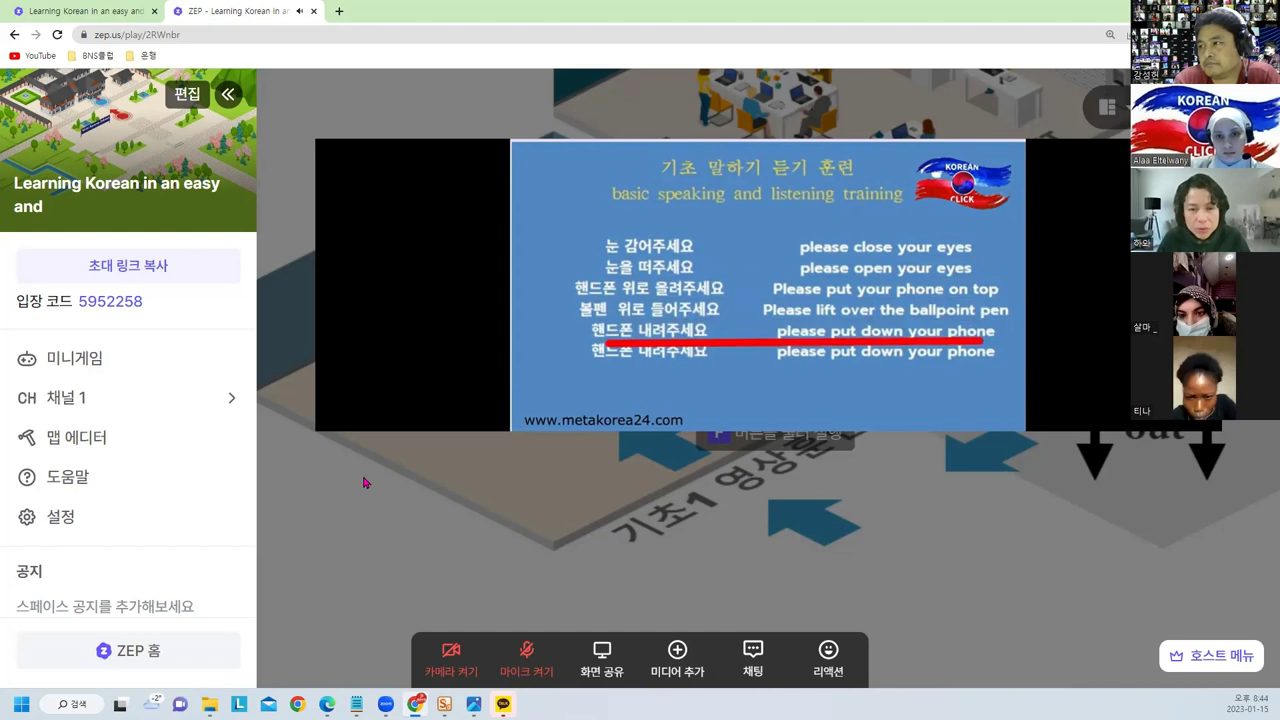 Learning Korean in an easy and
ZEP - Learning Korean in an
zep.us/play/2RWnbr
YouTube
BNS클럽
은행
편집
Learning Korean in an easy
and
초대 링크 복사
입장 코드 5952258
미니게임
CH 채널 1
맵 에디터
도움말
설정
공지
스페이스 공지를 추가해보세요
ZEP 홈
기초 말하기 듣기 훈련
basic speaking and listening training
KOREAN
CLICK
눈 감어주세요 please close your eyes
눈을 떠주세요 please open your eyes
핸드폰 위로 올려주세요 Please put your phone on top
볼펜 위로 들어주세요 Please lift over the ballpoint pen
핸드폰 내려주세요 please put down your phone
핸드폰 내려주세요 please put down your phone
www.metakorea24.com
기초1
out
강성허
KOREAN
Alaa Eltelwany
하와
살마 _
티나
카메라 켜기
마이크 켜기
화면 공유
미디어 추가
채팅
리액션
호스트 메뉴
-2°
검색
zoom
TALK
오후 8:44
2023-01-15